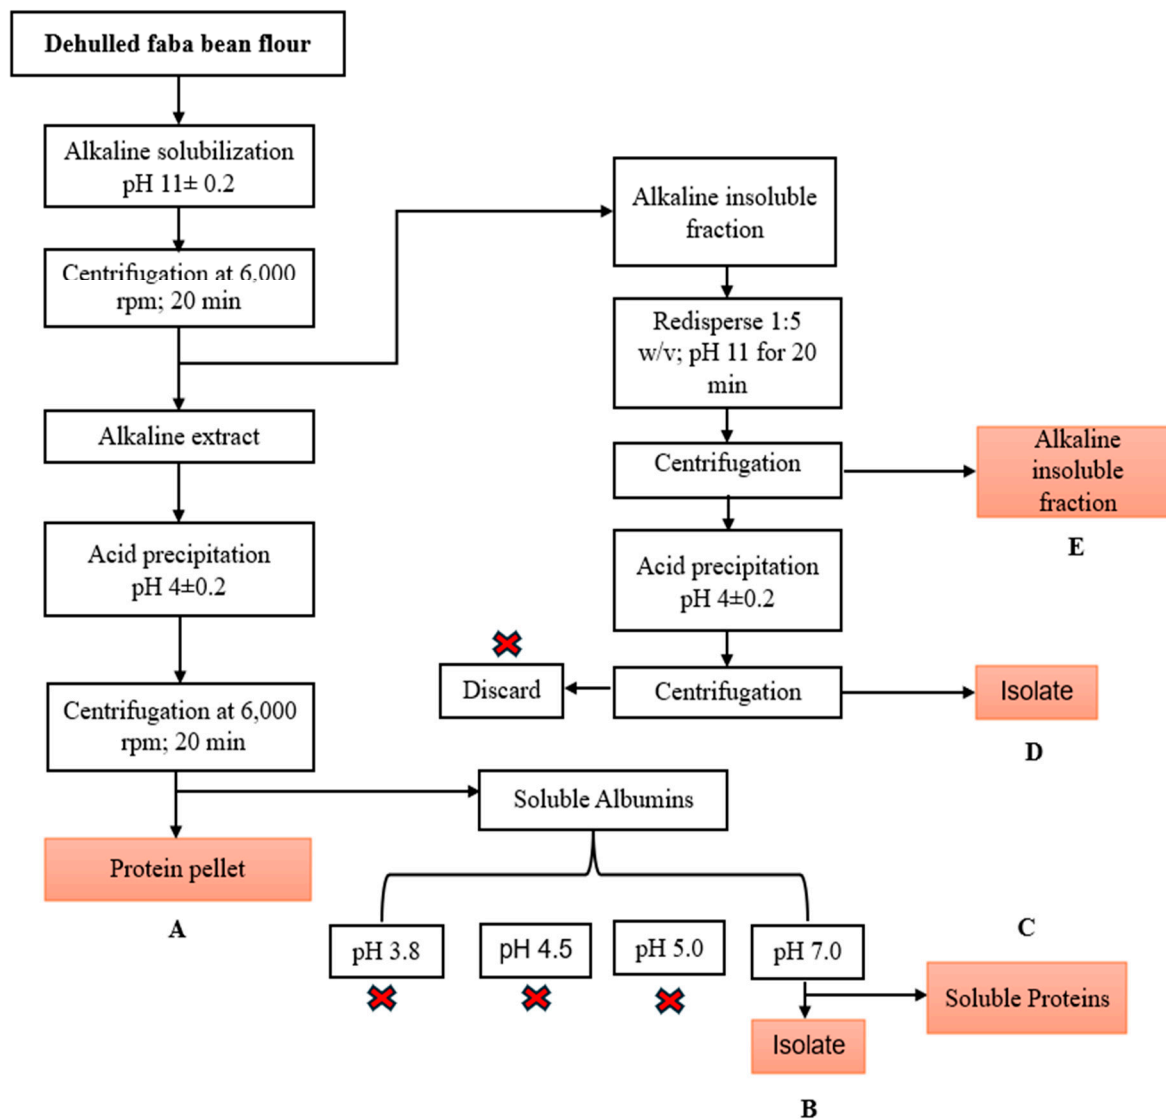 Dehulled faba bean flour
Alkaline solubilization
pH 11± 0.2
Centrifugation at 6,000
rpm; 20 min
Alkaline extract
Acid precipitation
pH 4±0.2
Centrifugation at 6,000
rpm; 20 min
Protein pellet
A
Alkaline insoluble
fraction
Redisperse 1:5
w/v; pH 11 for 20
min
Centrifugation
Alkaline
insoluble
fraction
E
Acid precipitation
pH 4±0.2
Centrifugation
Discard
Isolate
D
Soluble Albumins
pH 3.8
pH 4.5
pH 5.0
pH 7.0
C
Soluble Proteins
Isolate
B